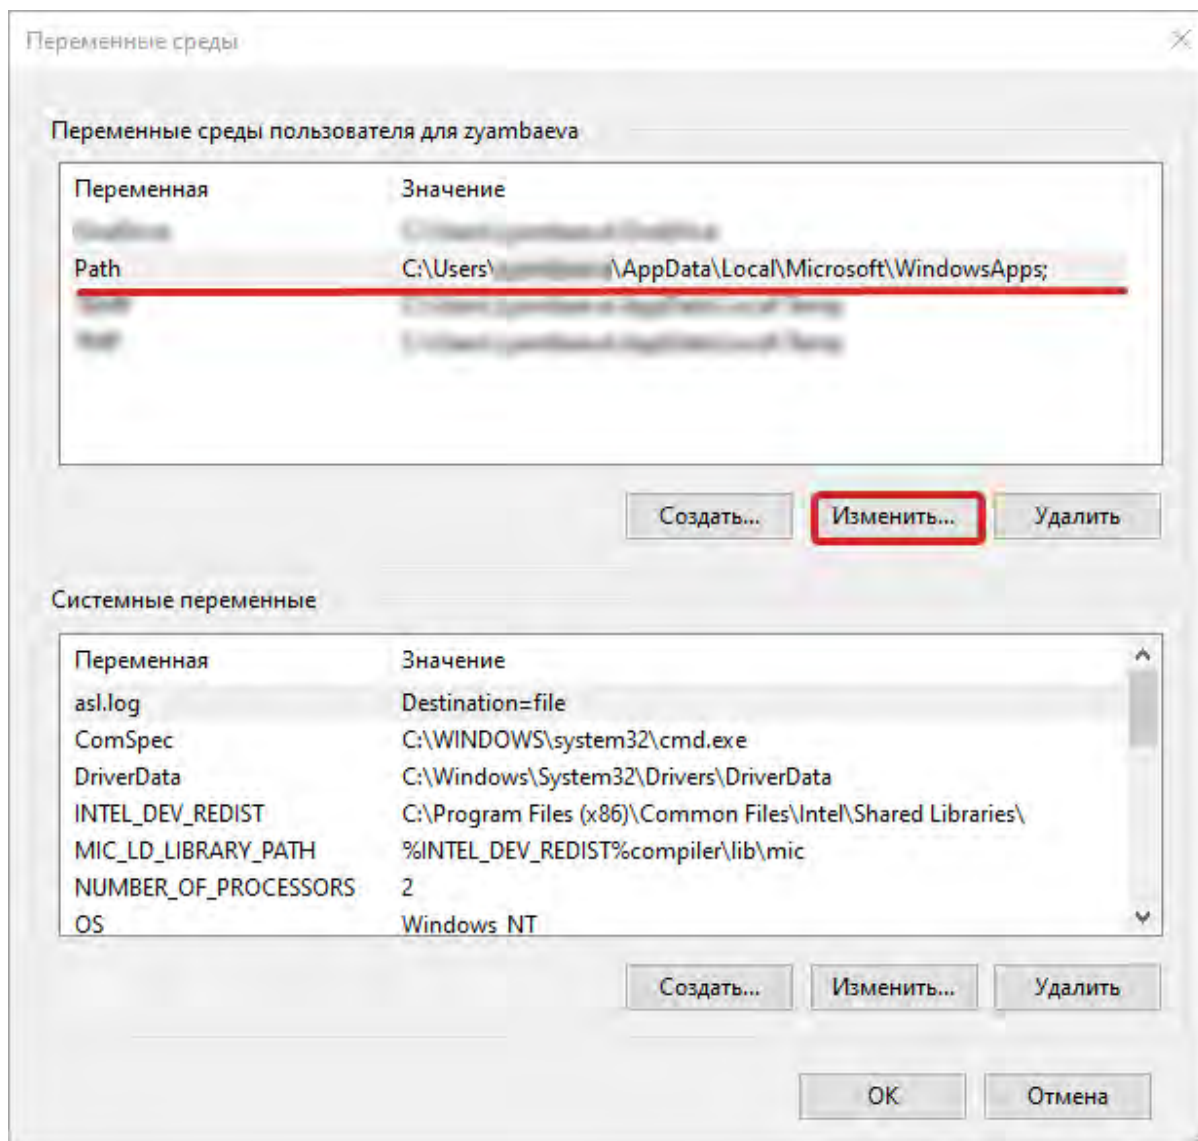 Переменные среды
Переменные среды пользователя для zyambaeva
Переменная Значение
Path C:\Users\ \AppData\Local\Microsoft\WindowsApps;
Создать... Изменить... Удалить
Системные переменные
Переменная Значение
asl.log Destination=file
ComSpec C:\WINDOWS\system32\cmd.exe
DriverData C:\Windows\System32\Drivers\DriverData
INTEL_DEV_REDIST C:\Program Files (x86)\Common Files\Intel\Shared Libraries\
MIC_LD_LIBRARY_PATH %INTEL_DEV_REDIST%compiler\lib\mic
NUMBER_OF_PROCESSORS 2
OS Windows_NT
Создать... Изменить... Удалить
ОК Отмена